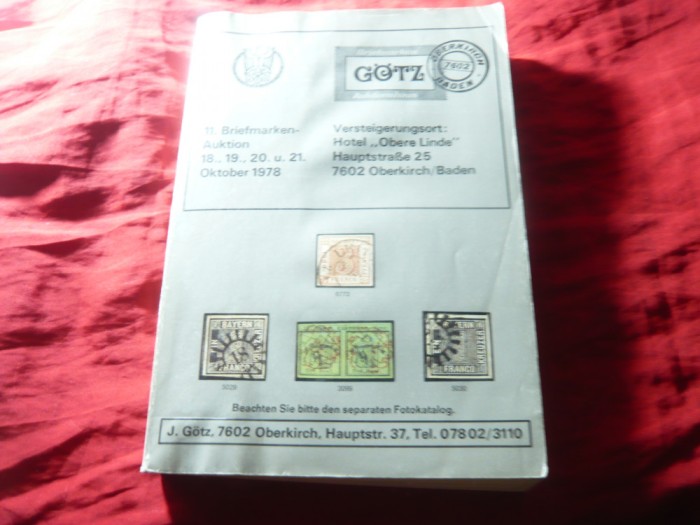 GÖTZ
OBERKIRCH
7602
BADEN
11. Briefmarken-
Auktion
18., 19., 20. u. 21.
Oktober 1978
Versteigerungsort:
Hotel „Obere Linde"
Hauptstraße 25
7602 Oberkirch/Baden
BAYERN
FRANCO
FRANCO
KREUZER
Beachten Sie bitte den separaten Fotokatalog.
J. Götz, 7602 Oberkirch, Hauptstr. 37, Tel. 07802/3110